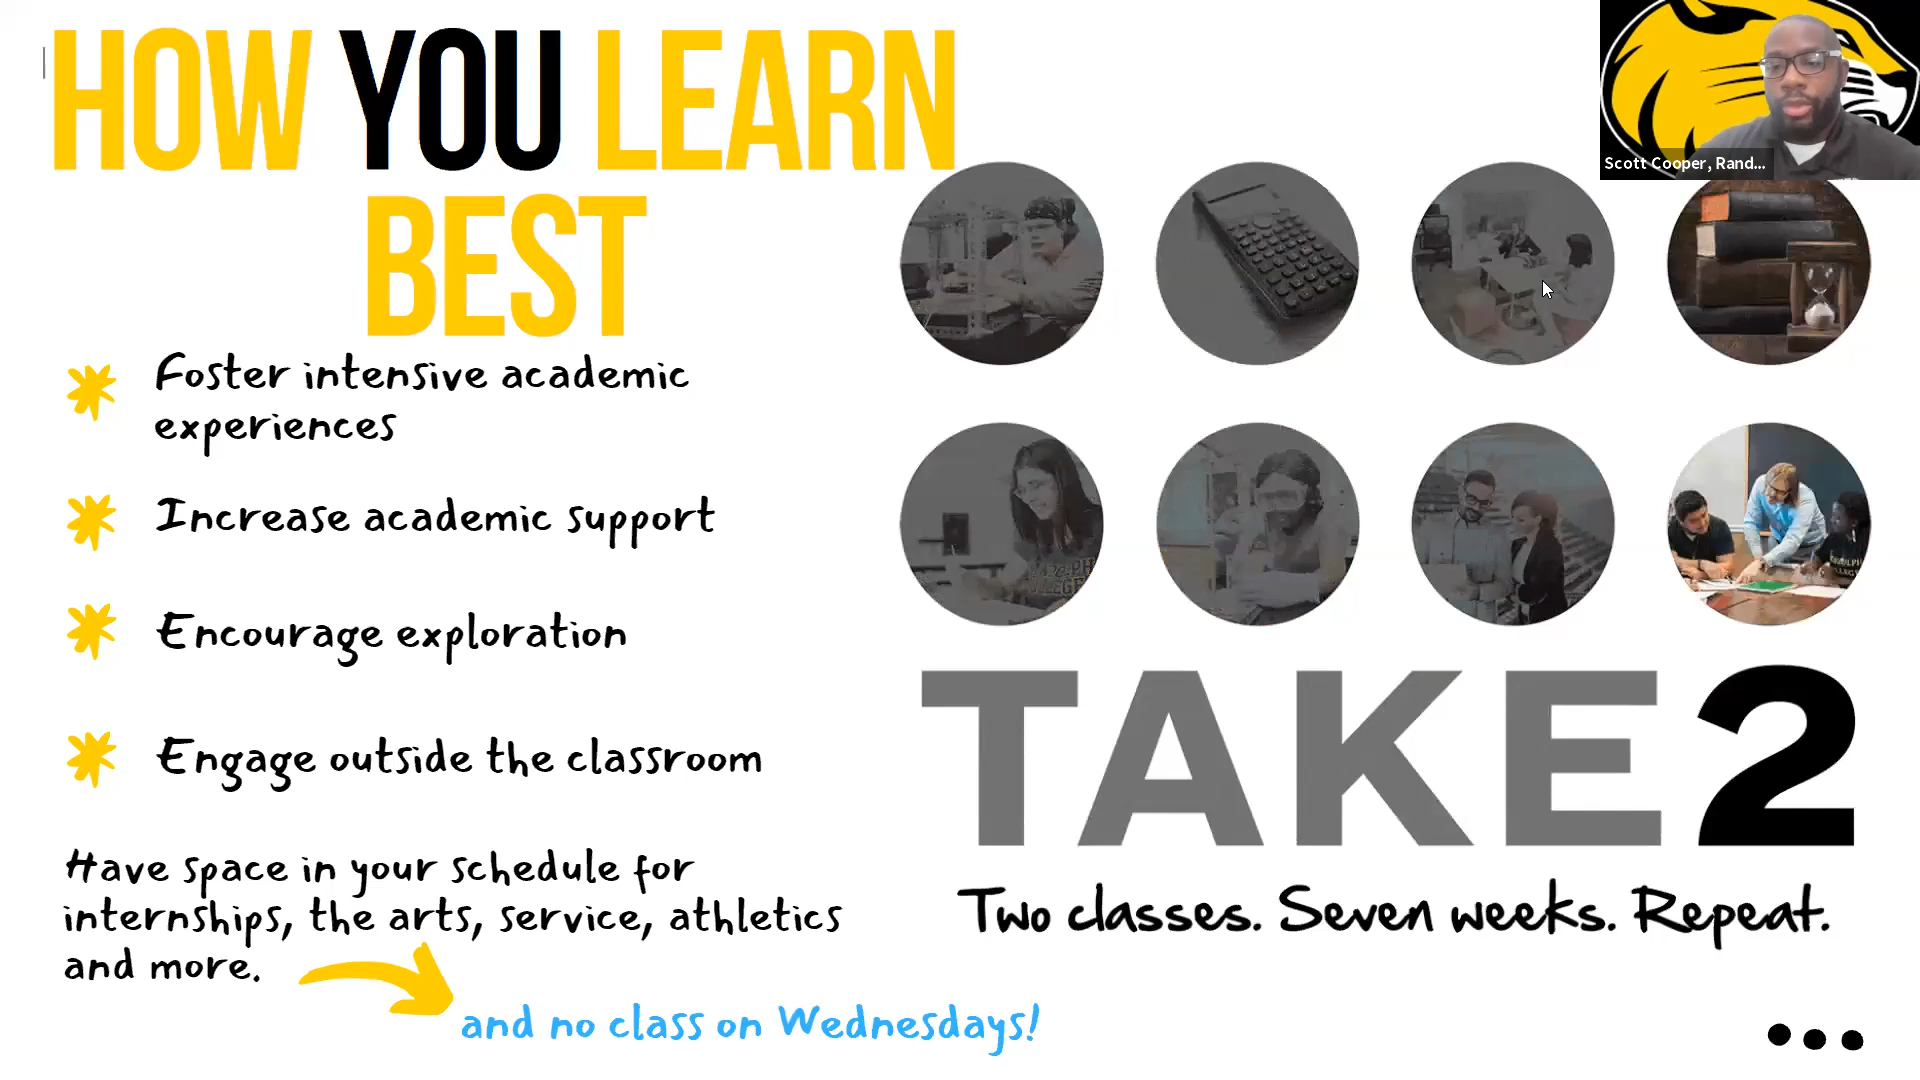 HOW YOU LEARN
BEST
Foster intensive academic
experiences
Increase academic support
Encourage exploration
Engage outside the classroom
Have space in your schedule for
internships, the arts, service, athletics
and more.
and no class on Wednesdays!
Scott Cooper, Rand...
TAKE2
Two classes. Seven weeks. Repeat.